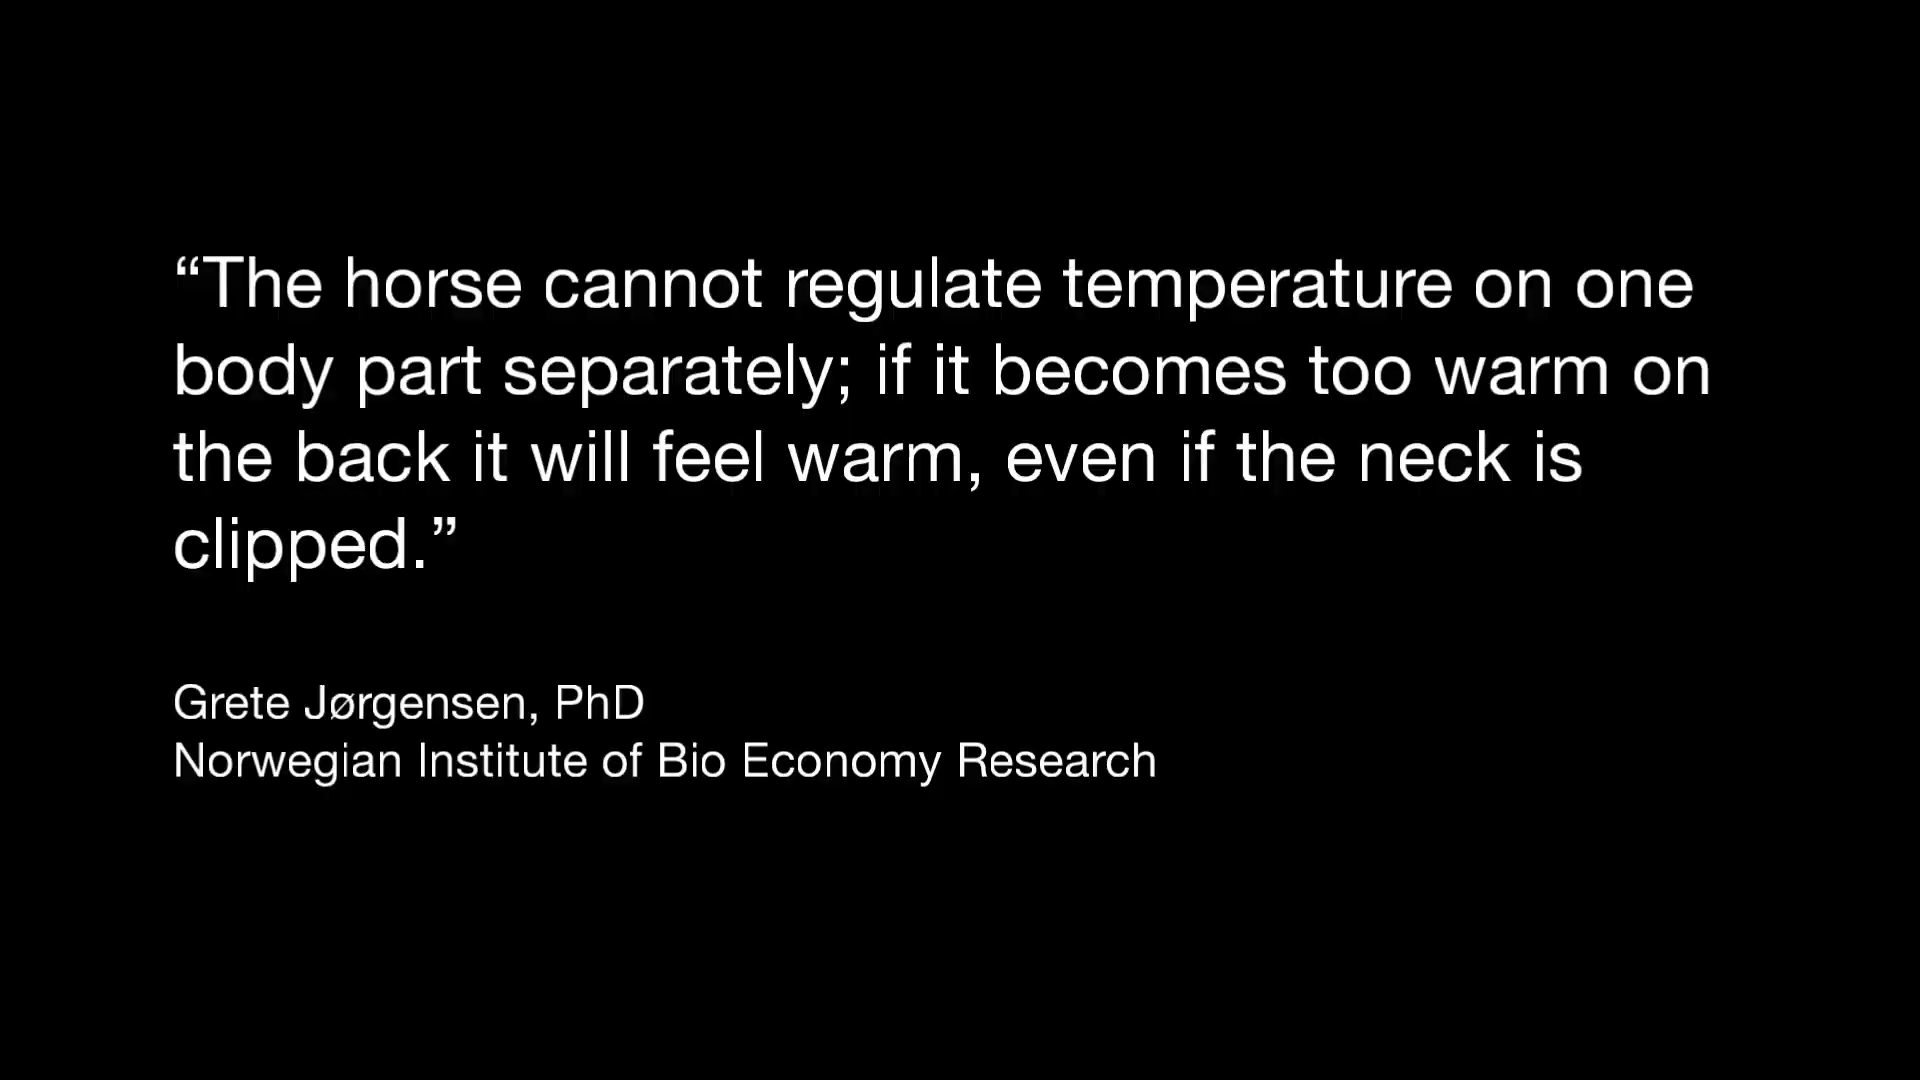 “The horse cannot regulate temperature on one
body part separately; if it becomes too warm on
the back it will feel warm, even if the neck is
clipped.”
Grete Jørgensen, PhD
Norwegian Institute of Bio Economy Research